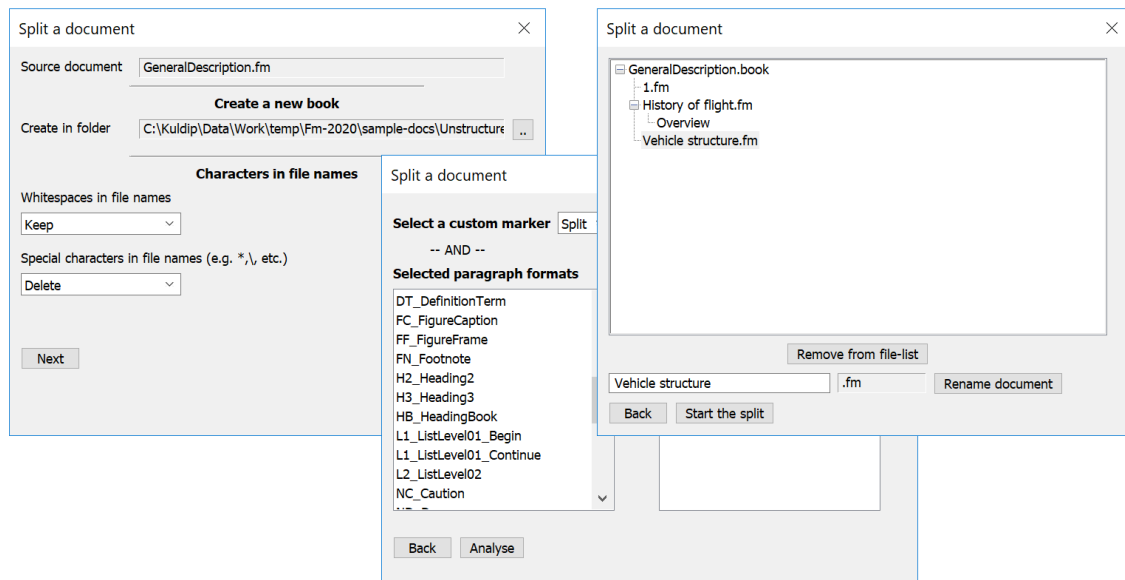 Split a document
Source document GeneralDescription.fm
Create a new book
Create in folder C:\Kuldip\Data\Work\temp\Fm-2020\sample-docs\Unstructure ..
Characters in file names
Whitespaces in file names
Keep
Special characters in file names (e.g. *,\, etc.)
Delete
Next
Split a document
Select a custom marker Split
-- AND --
Selected paragraph formats
DT_DefinitionTerm
FC_FigureCaption
FF_FigureFrame
FN_Footnote
H2_Heading2
H3_Heading3
HB_HeadingBook
L1_ListLevel01_Begin
L1_ListLevel01_Continue
L2_ListLevel02
NC_Caution
Back Analyse
Split a document
GeneralDescription.book
1.fm
History of flight.fm
Overview
Vehicle structure.fm
Remove from file-list
Vehicle structure .fm Rename document
Back Start the split